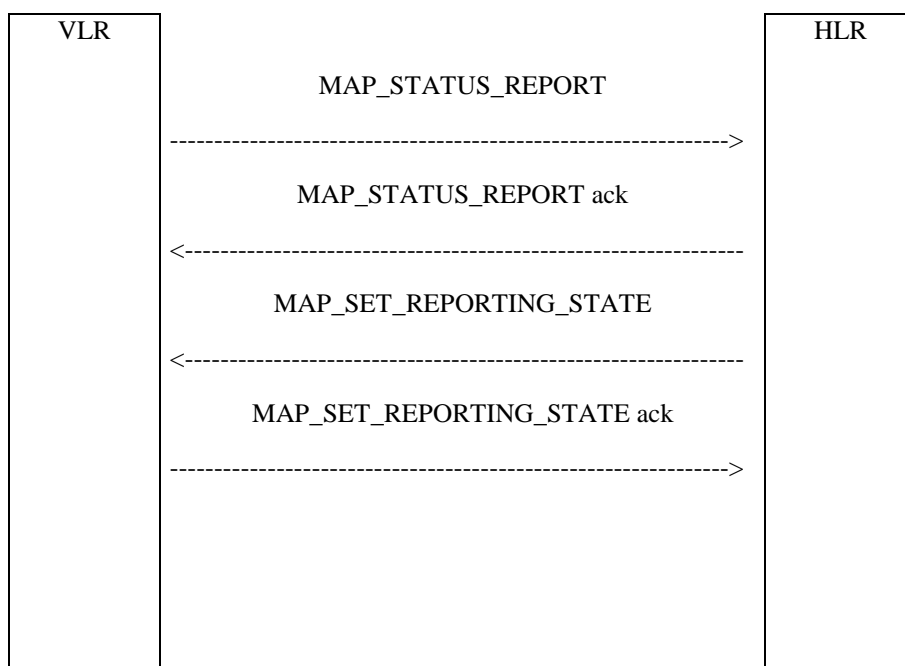 VLR HLR
MAP_STATUS_REPORT
--------------------------------------------------------------->
MAP_STATUS_REPORT ack
<---------------------------------------------------------------
MAP_SET_REPORTING_STATE
<---------------------------------------------------------------
MAP_SET_REPORTING_STATE ack
--------------------------------------------------------------->